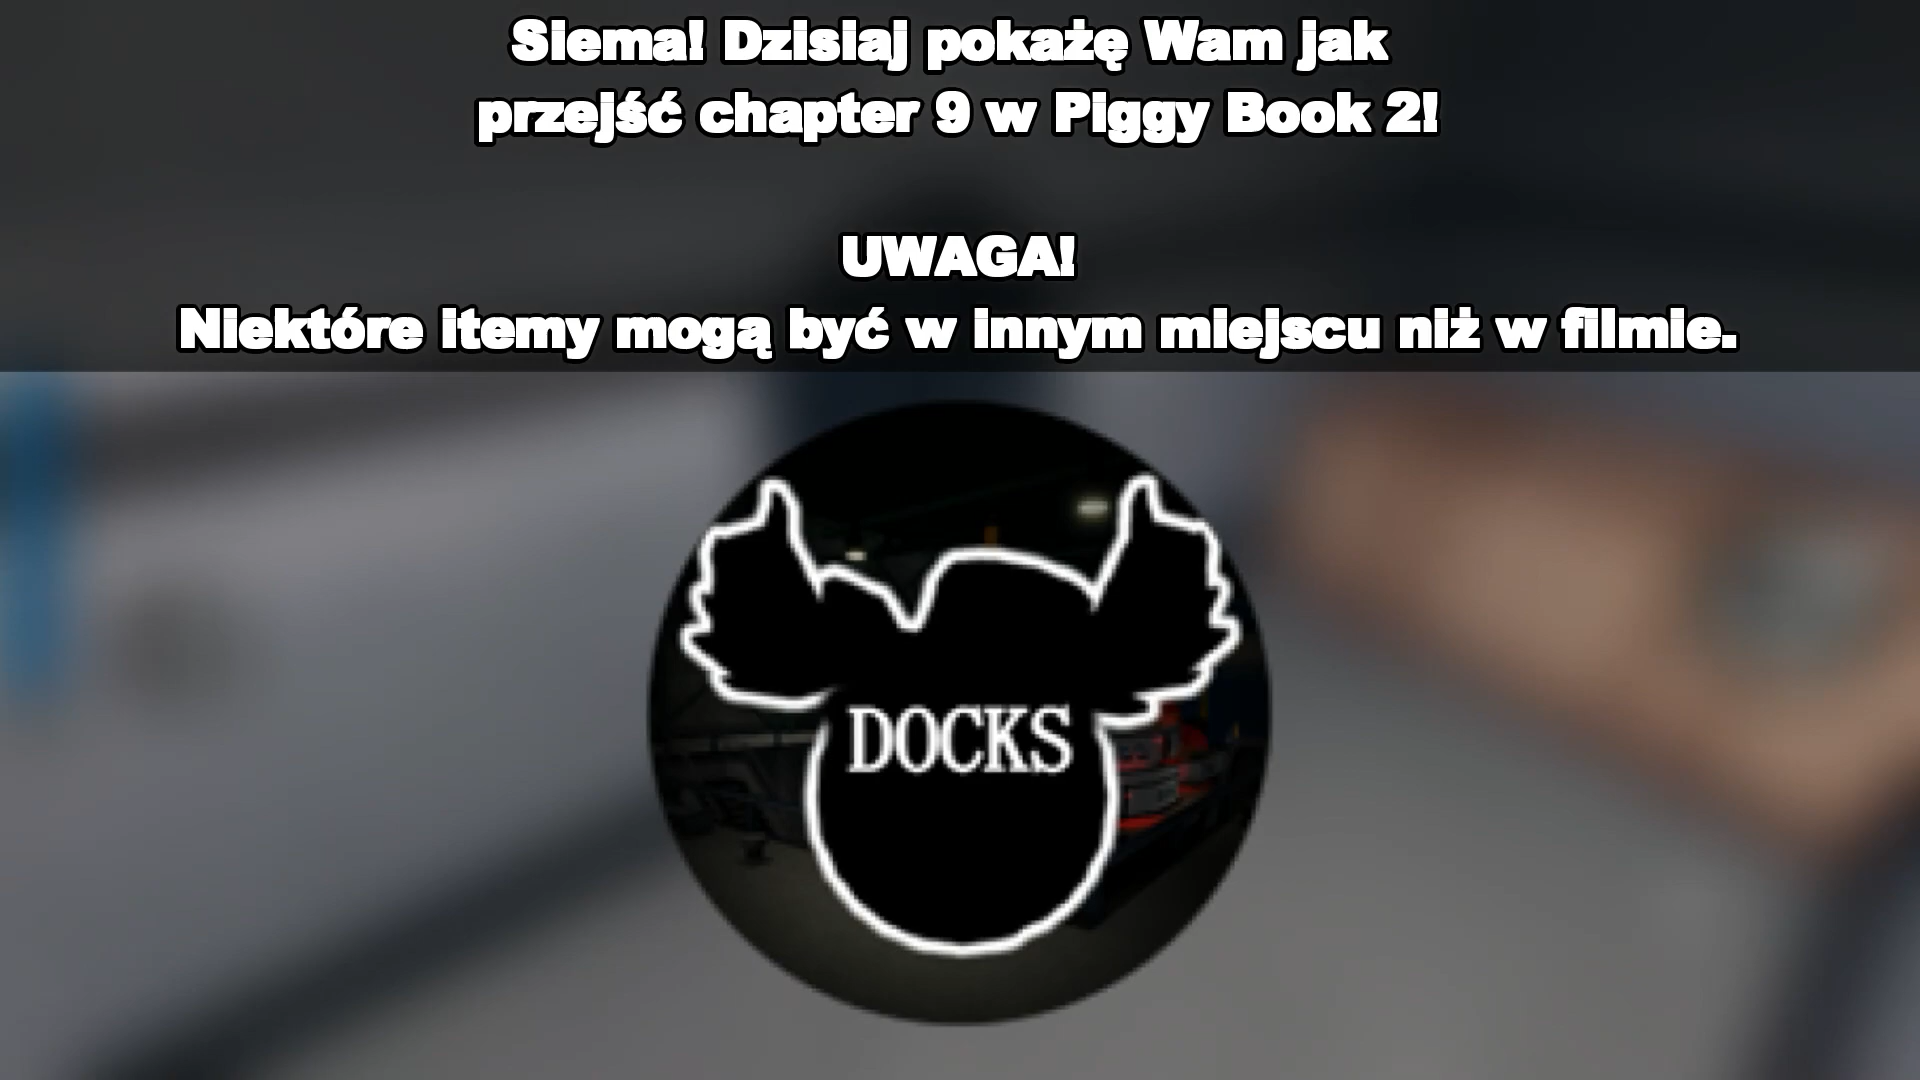 Siema! Dzisiaj pokażę Wam jak
przejść chapter 9 w Piggy Book 2!
UWAGA!
Niektóre itemy mogą być w innym miejscu niż w filmie.
DOCKS